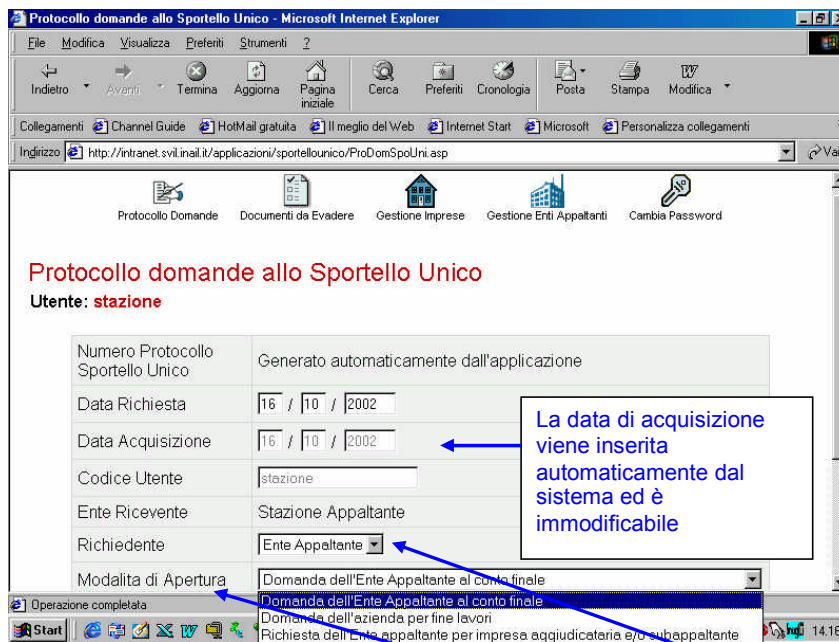 Protocollo domande allo Sportello Unico - Microsoft Internet Explorer
File Modifica Visualizza Preferiti Strumenti ?
Indietro Avanti Termina Aggiorna Pagina iniziale Cerca Preferiti Cronologia Posta Stampa Modifica
Collegamenti Channel Guide HotMail gratuita Il meglio del Web Internet Start Microsoft Personalizza collegamenti
Indirizzo http://intranet.svil.inail.it/applicazioni/sportellounico/ProDomSpoUni.asp Vai
Protocollo Domande Documenti da Evadere Gestione Imprese Gestione Enti Appaltanti Cambia Password
Protocollo domande allo Sportello Unico
Utente: stazione
Numero Protocollo
Sportello Unico
Generato automaticamente dall'applicazione
Data Richiesta 16 / 10 / 2002
Data Acquisizione 16 / 10 / 2002
Codice Utente stazione
Ente Ricevente Stazione Appaltante
Richiedente Ente Appaltante
Modalita di Apertura Domanda dell'Ente Appaltante al conto finale
Domanda dell'Ente Appaltante al conto finale
Domanda dell'azienda per fine lavori
Richiesta dell'Ente appaltante per impresa aggiudicataria e/o subappaltante
La data di acquisizione
viene inserita
automaticamente dal
sistema ed è
immodificabile
Operazione completata
Start 14.16